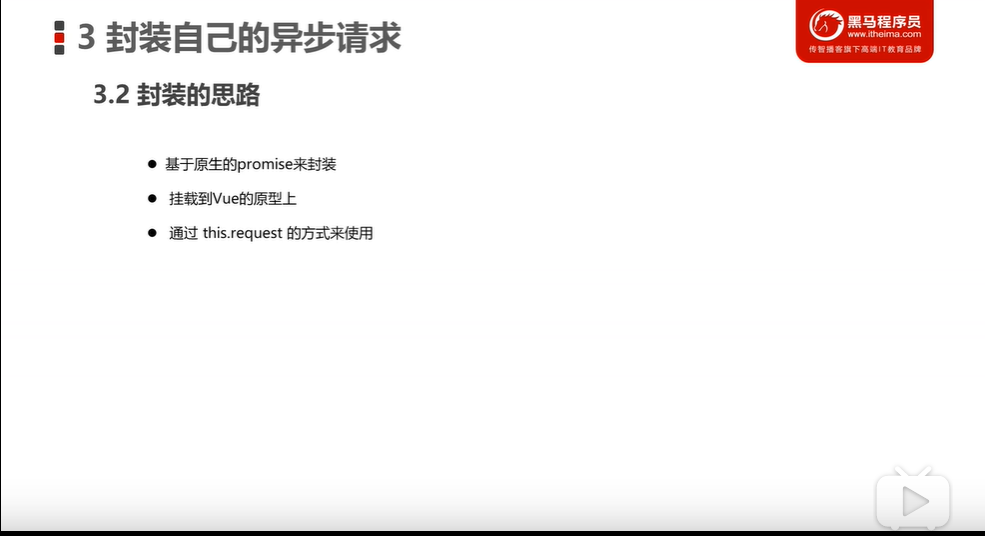 3 封装自己的异步请求
黑马程序员
www.itheima.com
传智播客旗下高端IT教育品牌
3.2 封装的思路
● 基于原生的promise来封装
● 挂载到Vue的原型上
● 通过 this.request 的方式来使用